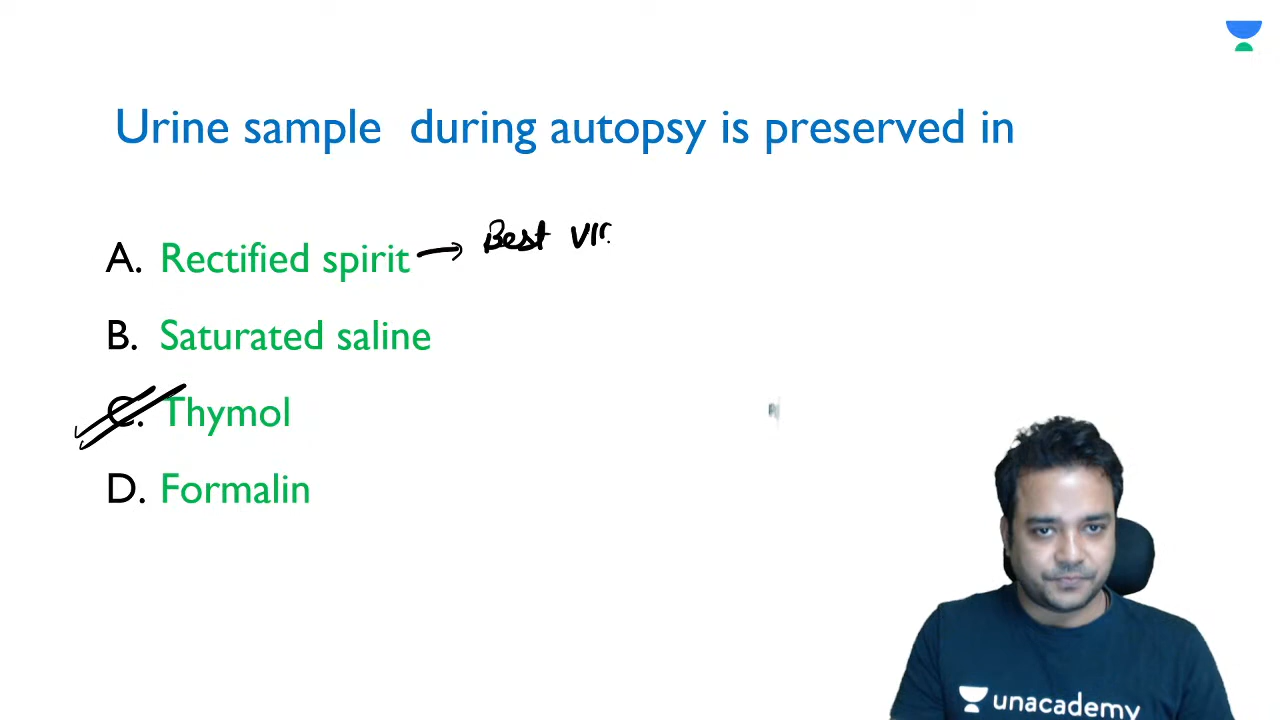 Urine sample during autopsy is preserved in
A. Rectified spirit → Best
B. Saturated saline
C. Thymol
D. Formalin
unacademy